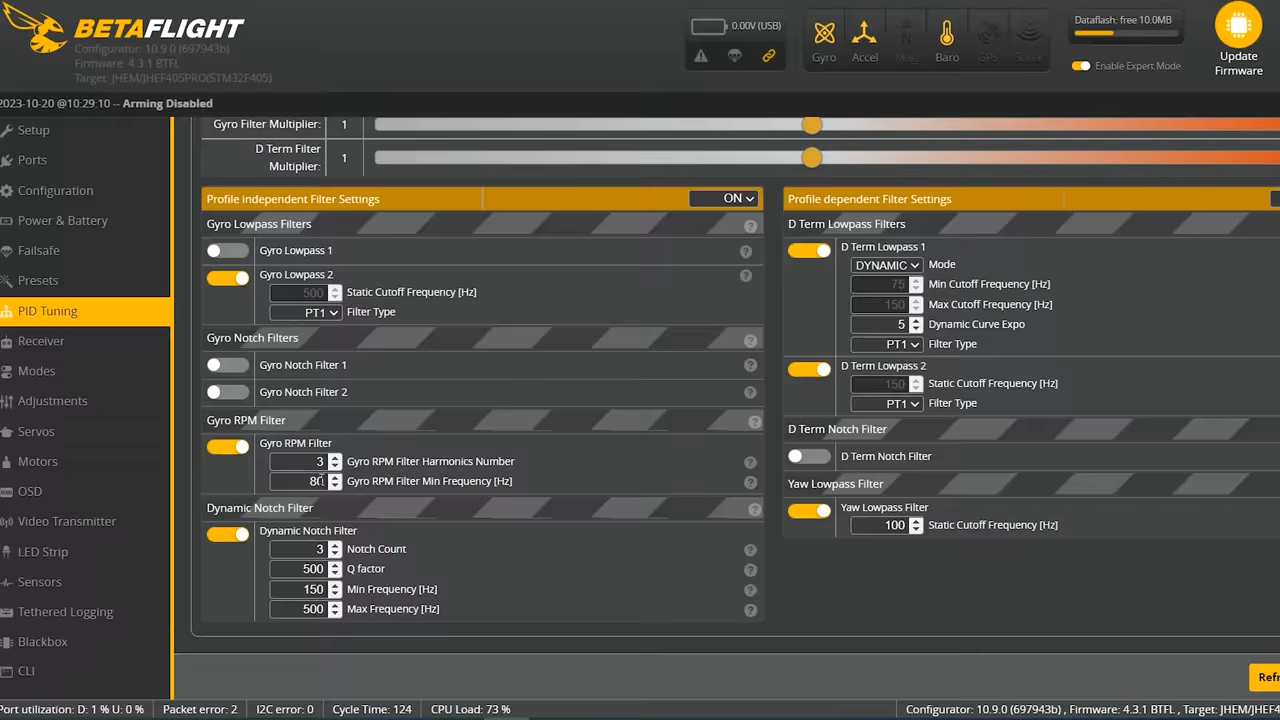 BETAFLIGHT
Configurator: 10.9.0 (697943b)
Firmware: 4.3.1 BTFL
Target: JHEM/JHEF405PRO(STM32F405)
0.00V (USB)
Gyro
Accel
Mag
Baro
GPS
Sonar
Dataflash: free 10.0MB
Enable Expert Mode
Update
Firmware
2023-10-20 @10:29:10 -- Arming Disabled
Setup
Ports
Configuration
Power & Battery
Failsafe
Presets
PID Tuning
Receiver
Modes
Adjustments
Servos
Motors
OSD
Video Transmitter
LED Strip
Sensors
Tethered Logging
Blackbox
CLI
Gyro Filter Multiplier: 1
D Term Filter
Multiplier: 1
Profile independent Filter Settings ON
Gyro Lowpass Filters
Gyro Lowpass 1
Gyro Lowpass 2
500 Static Cutoff Frequency [Hz]
PT1 Filter Type
Gyro Notch Filters
Gyro Notch Filter 1
Gyro Notch Filter 2
Gyro RPM Filter
Gyro RPM Filter
3 Gyro RPM Filter Harmonics Number
80 Gyro RPM Filter Min Frequency [Hz]
Dynamic Notch Filter
Dynamic Notch Filter
3 Notch Count
500 Q factor
150 Min Frequency [Hz]
500 Max Frequency [Hz]
Profile dependent Filter Settings
D Term Lowpass Filters
D Term Lowpass 1
DYNAMIC Mode
75 Min Cutoff Frequency [Hz]
150 Max Cutoff Frequency [Hz]
5 Dynamic Curve Expo
PT1 Filter Type
D Term Lowpass 2
150 Static Cutoff Frequency [Hz]
PT1 Filter Type
D Term Notch Filter
D Term Notch Filter
Yaw Lowpass Filter
Yaw Lowpass Filter
100 Static Cutoff Frequency [Hz]
Refr
Port utilization: D: 1 % U: 0 % Packet error: 2 I2C error: 0 Cycle Time: 124 CPU Load: 73 % Configurator: 10.9.0 (697943b) , Firmware: 4.3.1 BTFL , Target: JHEM/JHEF4